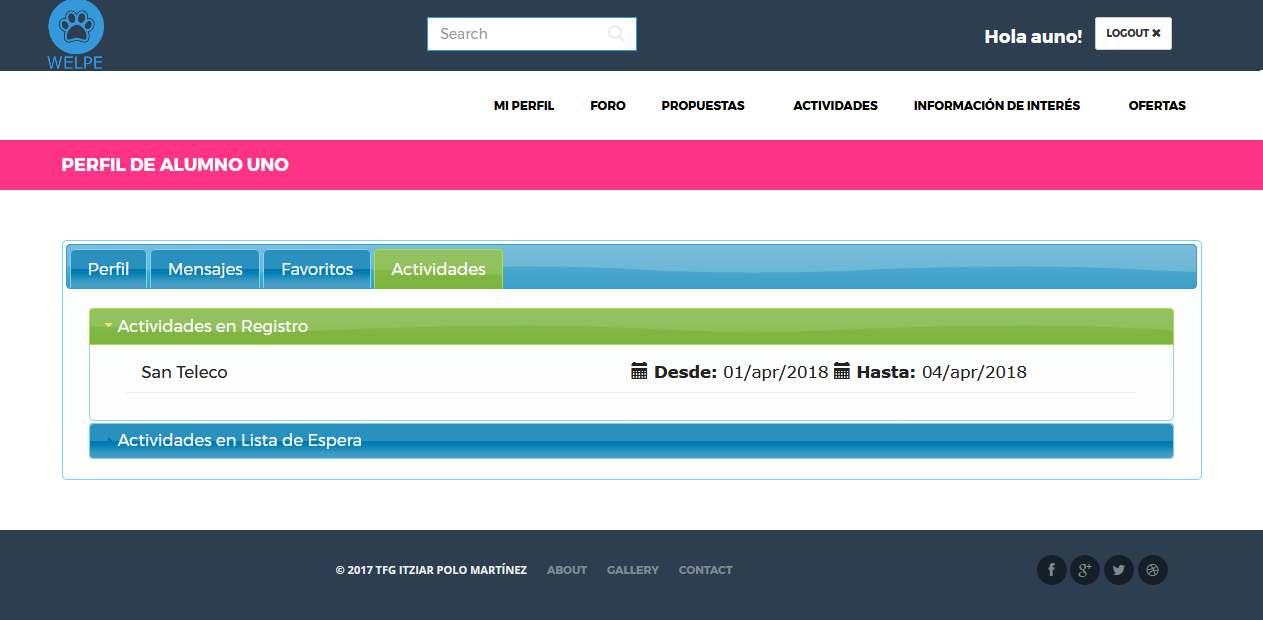 WELPE
Search
Hola auno!
LOGOUT ✖
MI PERFIL FORO PROPUESTAS ACTIVIDADES INFORMACIÓN DE INTERÉS OFERTAS
PERFIL DE ALUMNO UNO
Perfil Mensajes Favoritos Actividades
Actividades en Registro
San Teleco Desde: 01/apr/2018 Hasta: 04/apr/2018
Actividades en Lista de Espera
© 2017 TFG ITZIAR POLO MARTÍNEZ ABOUT GALLERY CONTACT